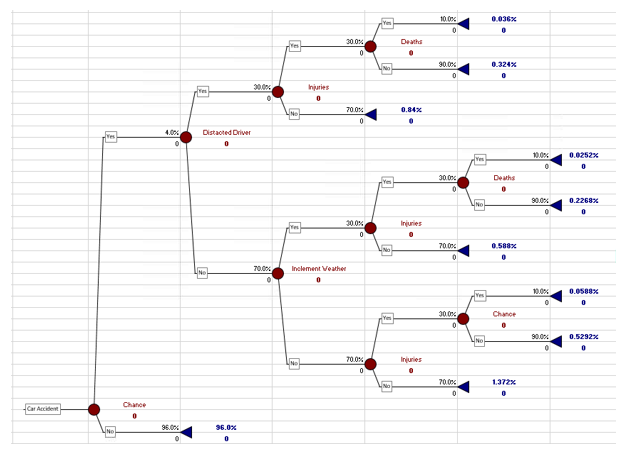 Yes 10.0% 0.036%
0 0
30.0% Deaths
Yes 0 0
No 90.0% 0.324%
0 0
30.0% Injuries
Yes 0 0
No 70.0% 0.84%
0 0
4.0% Distacted Driver
Yes 0 0
Yes 10.0% 0.0252%
0 0
30.0% Deaths
Yes 0 0
No 90.0% 0.2268%
0 0
30.0% Injuries
Yes 0 0
No 70.0% 0.588%
0 0
70.0% Inclement Weather
No 0 0
Yes 10.0% 0.0588%
0 0
30.0% Chance
Yes 0 0
No 90.0% 0.5292%
0 0
70.0% Injuries
No 0 0
No 70.0% 1.372%
0 0
Car Accident Chance
0
No 96.0% 96.0%
0 0